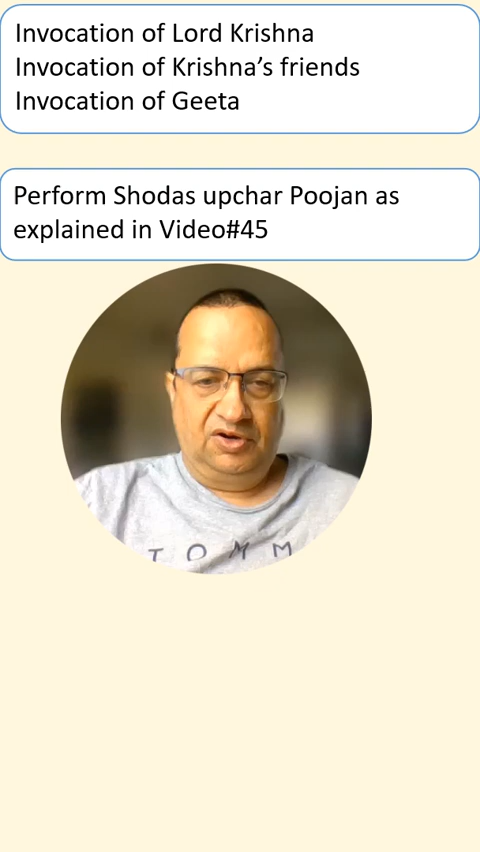 Invocation of Lord Krishna
Invocation of Krishna’s friends
Invocation of Geeta
Perform Shodas upchar Poojan as
explained in Video#45
T O M M